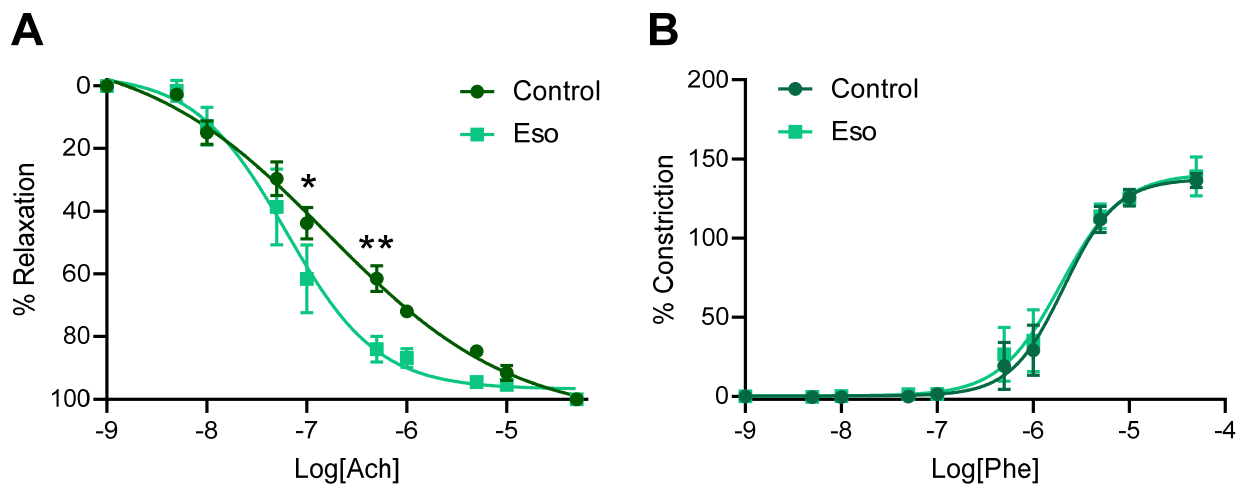 A
B
0
20
40
60
80
100
% Relaxation
Control
Eso
*
**
-9
-8
-7
-6
-5
Log[Ach]
200
150
100
50
0
% Constriction
Control
Eso
-9
-8
-7
-6
-5
-4
Log[Phe]